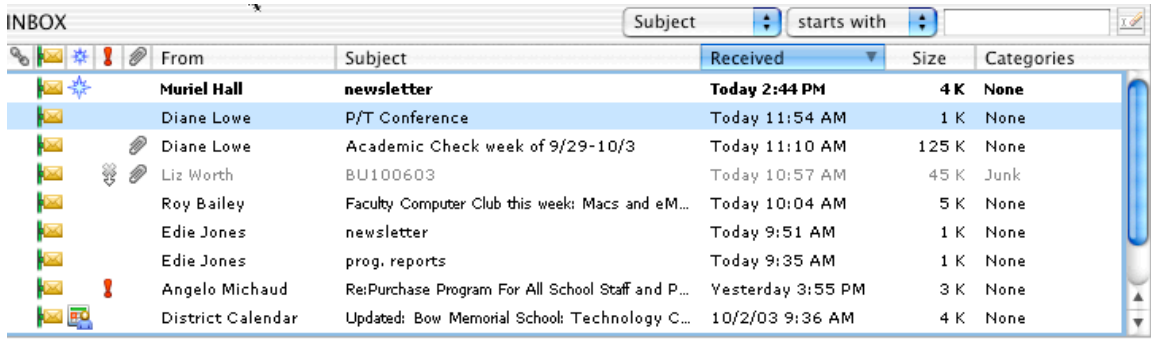 INBOX Subject starts with
From Subject Received Size Categories
Muriel Hall newsletter Today 2:44 PM 4 K None
Diane Lowe P/T Conference Today 11:54 AM 1 K None
Diane Lowe Academic Check week of 9/29-10/3 Today 11:10 AM 125 K None
Liz Worth BU100603 Today 10:57 AM 45 K Junk
Roy Bailey Faculty Computer Club this week: Macs and eM... Today 10:04 AM 5 K None
Edie Jones newsletter Today 9:51 AM 1 K None
Edie Jones prog. reports Today 9:35 AM 1 K None
Angelo Michaud Re:Purchase Program For All School Staff and P... Yesterday 3:55 PM 3 K None
District Calendar Updated: Bow Memorial School: Technology C... 10/2/03 9:36 AM 4 K None